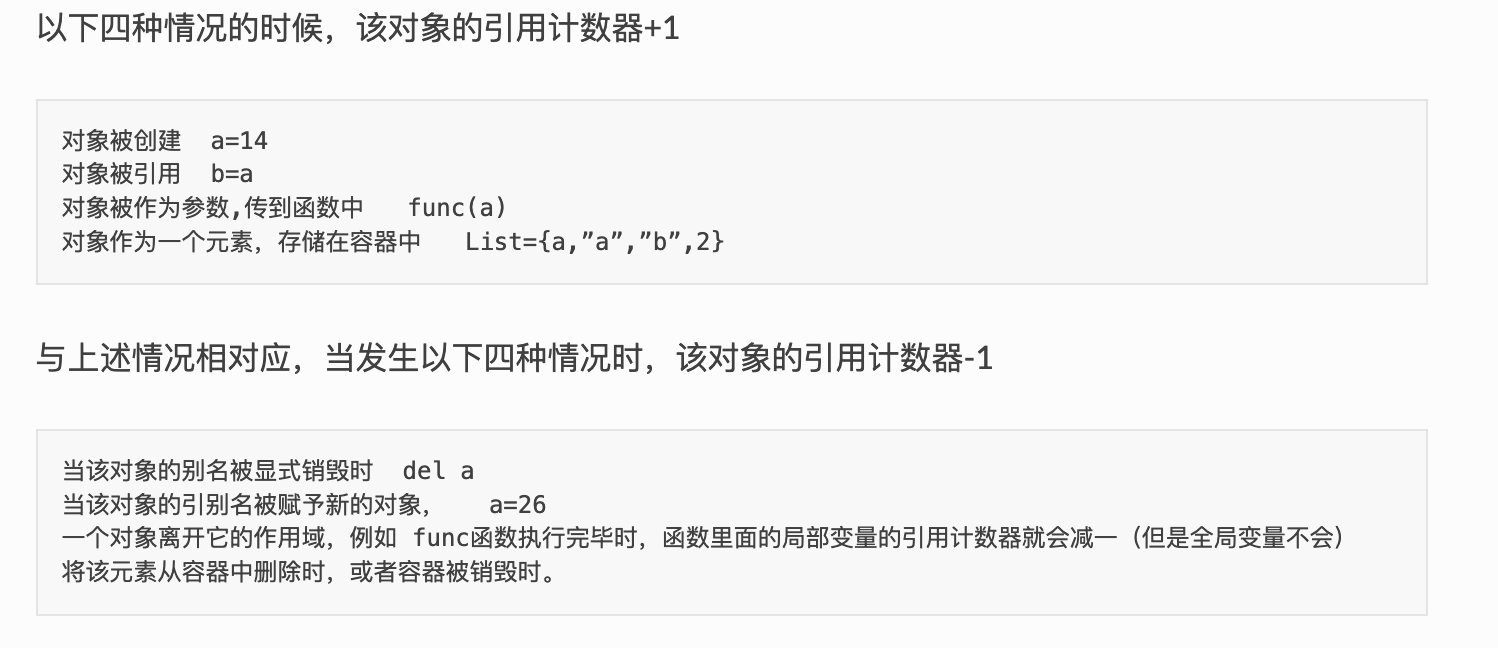 以下四种情况的时候，该对象的引用计数器+1
对象被创建  a=14
对象被引用  b=a
对象被作为参数,传到函数中   func(a)
对象作为一个元素，存储在容器中   List={a,”a”,”b”,2}
与上述情况相对应，当发生以下四种情况时，该对象的引用计数器-1
当该对象的别名被显式销毁时  del a
当该对象的引别名被赋予新的对象，   a=26
一个对象离开它的作用域，例如 func函数执行完毕时，函数里面的局部变量的引用计数器就会减一（但是全局变量不会）
将该元素从容器中删除时，或者容器被销毁时。